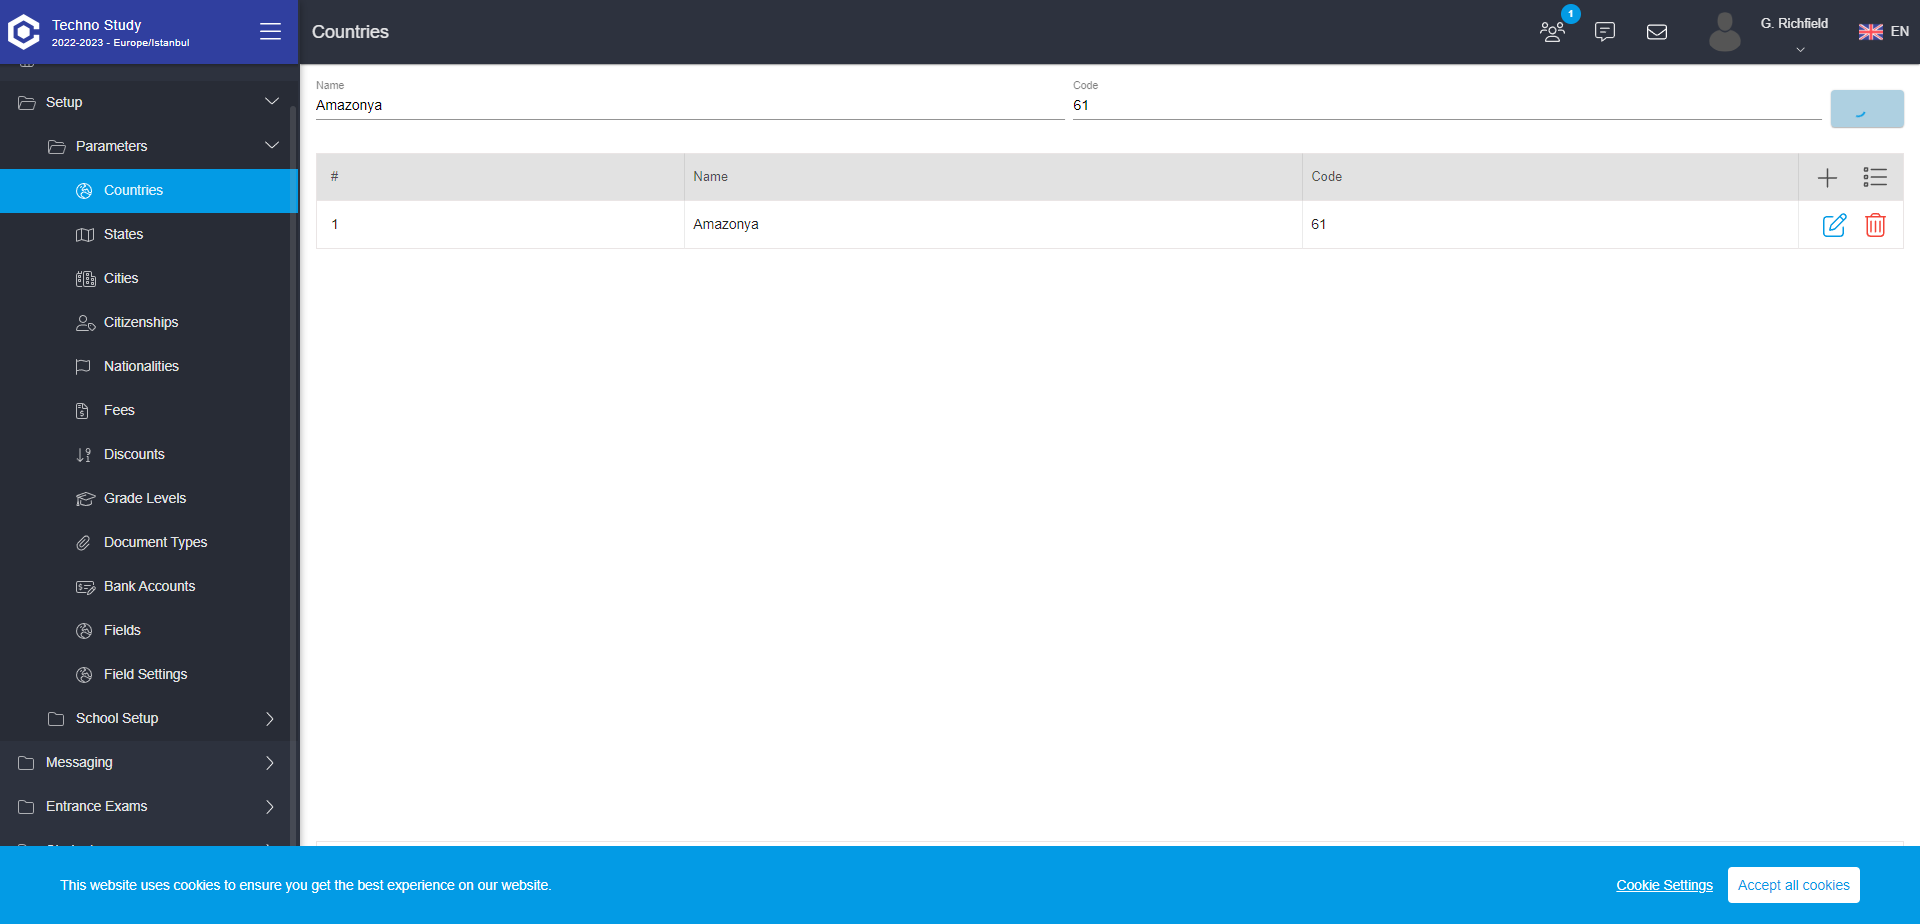 Techno Study
2022-2023 - Europe/Istanbul
Countries
1
G. Richfield
EN
Setup
Parameters
Countries
States
Cities
Citizenships
Nationalities
Fees
Discounts
Grade Levels
Document Types
Bank Accounts
Fields
Field Settings
School Setup
Messaging
Entrance Exams
Name
Amazonya
Code
61
# Name Code
1 Amazonya 61
This website uses cookies to ensure you get the best experience on our website.
Cookie Settings
Accept all cookies